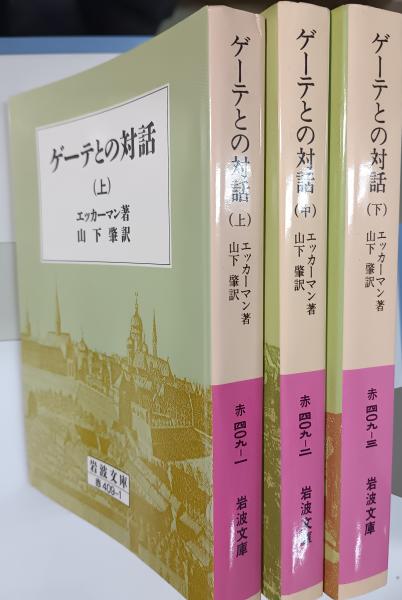 ゲーテとの対話
(上)
エッカーマン著
山下肇訳
岩波文庫
赤409-1
ゲーテとの対話(上)
エッカーマン著
山下肇訳
赤四〇九-一
岩波文庫
ゲーテとの対話(中)
エッカーマン著
山下肇訳
赤四〇九-二
岩波文庫
ゲーテとの対話(下)
エッカーマン著
山下肇訳
赤四〇九-三
岩波文庫